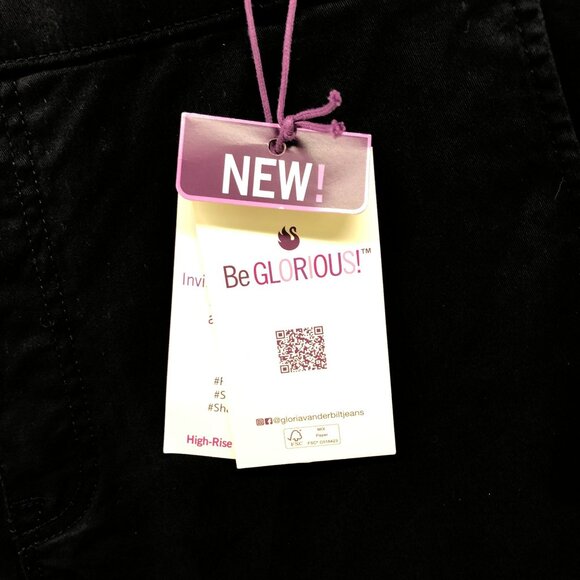 NEW!
Be GLORIOUS!™
Invi
a
#S
#Sh
High-Rise
@gloriavanderbiltjeans
FSC
MIX
Paper